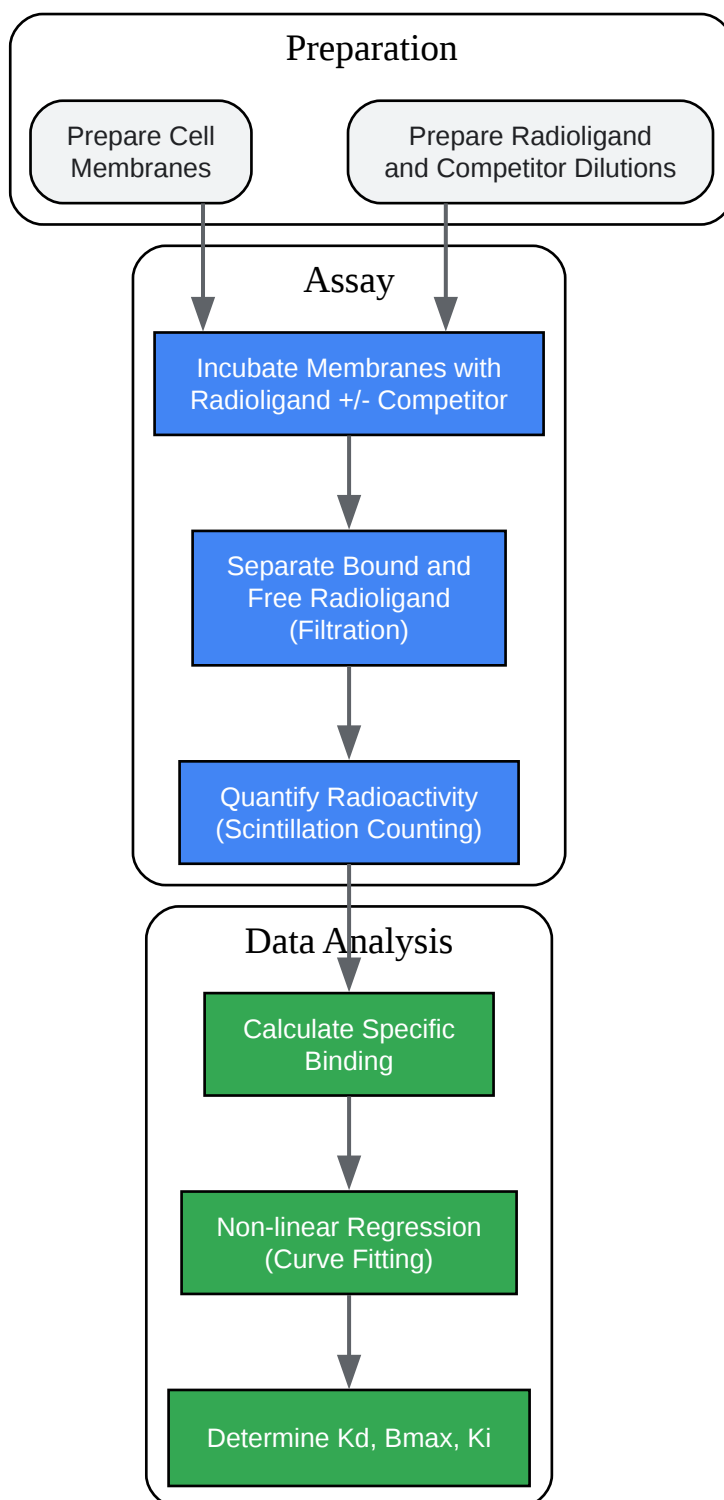 Preparation
Prepare Cell
Membranes
Prepare Radioligand
and Competitor Dilutions
Assay
Incubate Membranes with
Radioligand +/- Competitor
Separate Bound and
Free Radioligand
(Filtration)
Quantify Radioactivity
(Scintillation Counting)
Data Analysis
Calculate Specific
Binding
Non-linear Regression
(Curve Fitting)
Determine Kd, Bmax, Ki